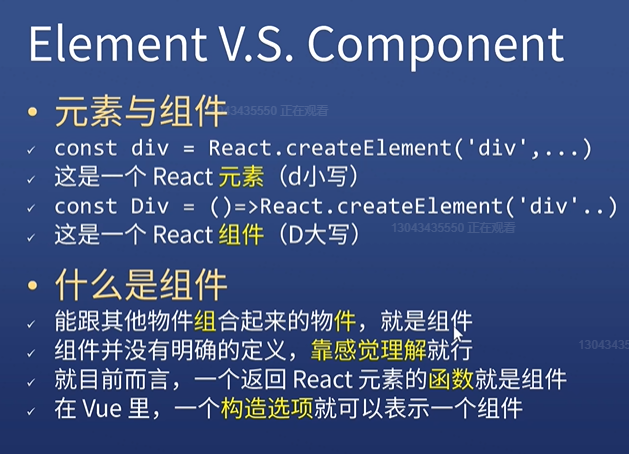 Element V.S. Component
• 元素与组件
13043435550 正在观看
✓ const div = React.createElement('div',...)
✓ 这是一个 React 元素（d小写）
✓ const Div = ()=>React.createElement('div'..)
✓ 这是一个 React 组件（D大写）
13043435550 正在观看
• 什么是组件
✓ 能跟其他物件组合起来的物件，就是组件
✓ 组件并没有明确的定义，靠感觉理解就行
13043435
✓ 就目前而言，一个返回 React 元素的函数就是组件
✓ 在 Vue 里，一个构造选项就可以表示一个组件